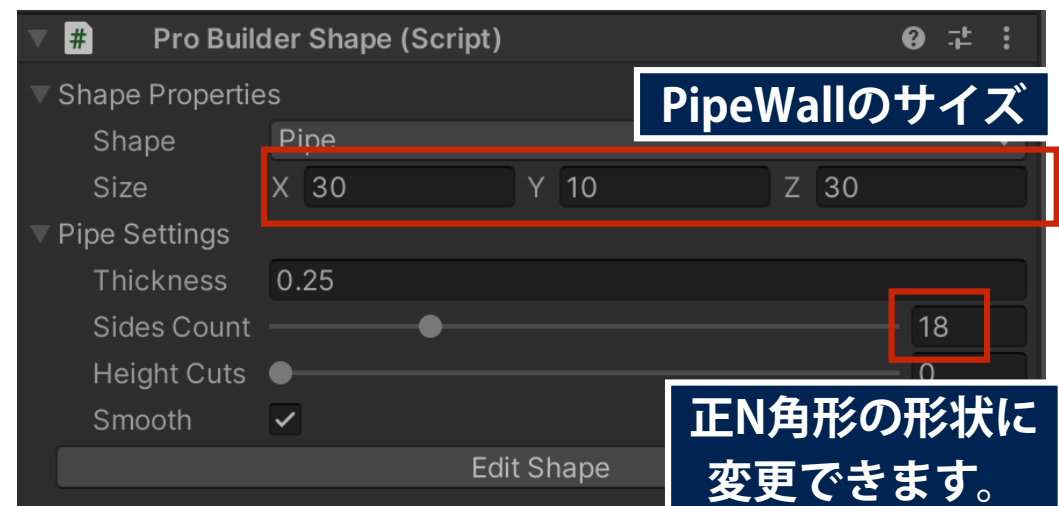 # Pro Builder Shape (Script)
Shape Properties
PipeWallのサイズ
Shape Pipe
Size X 30 Y 10 Z 30
Pipe Settings
Thickness 0.25
Sides Count 18
Height Cuts 0
Smooth
正N角形の形状に
変更できます。
Edit Shape